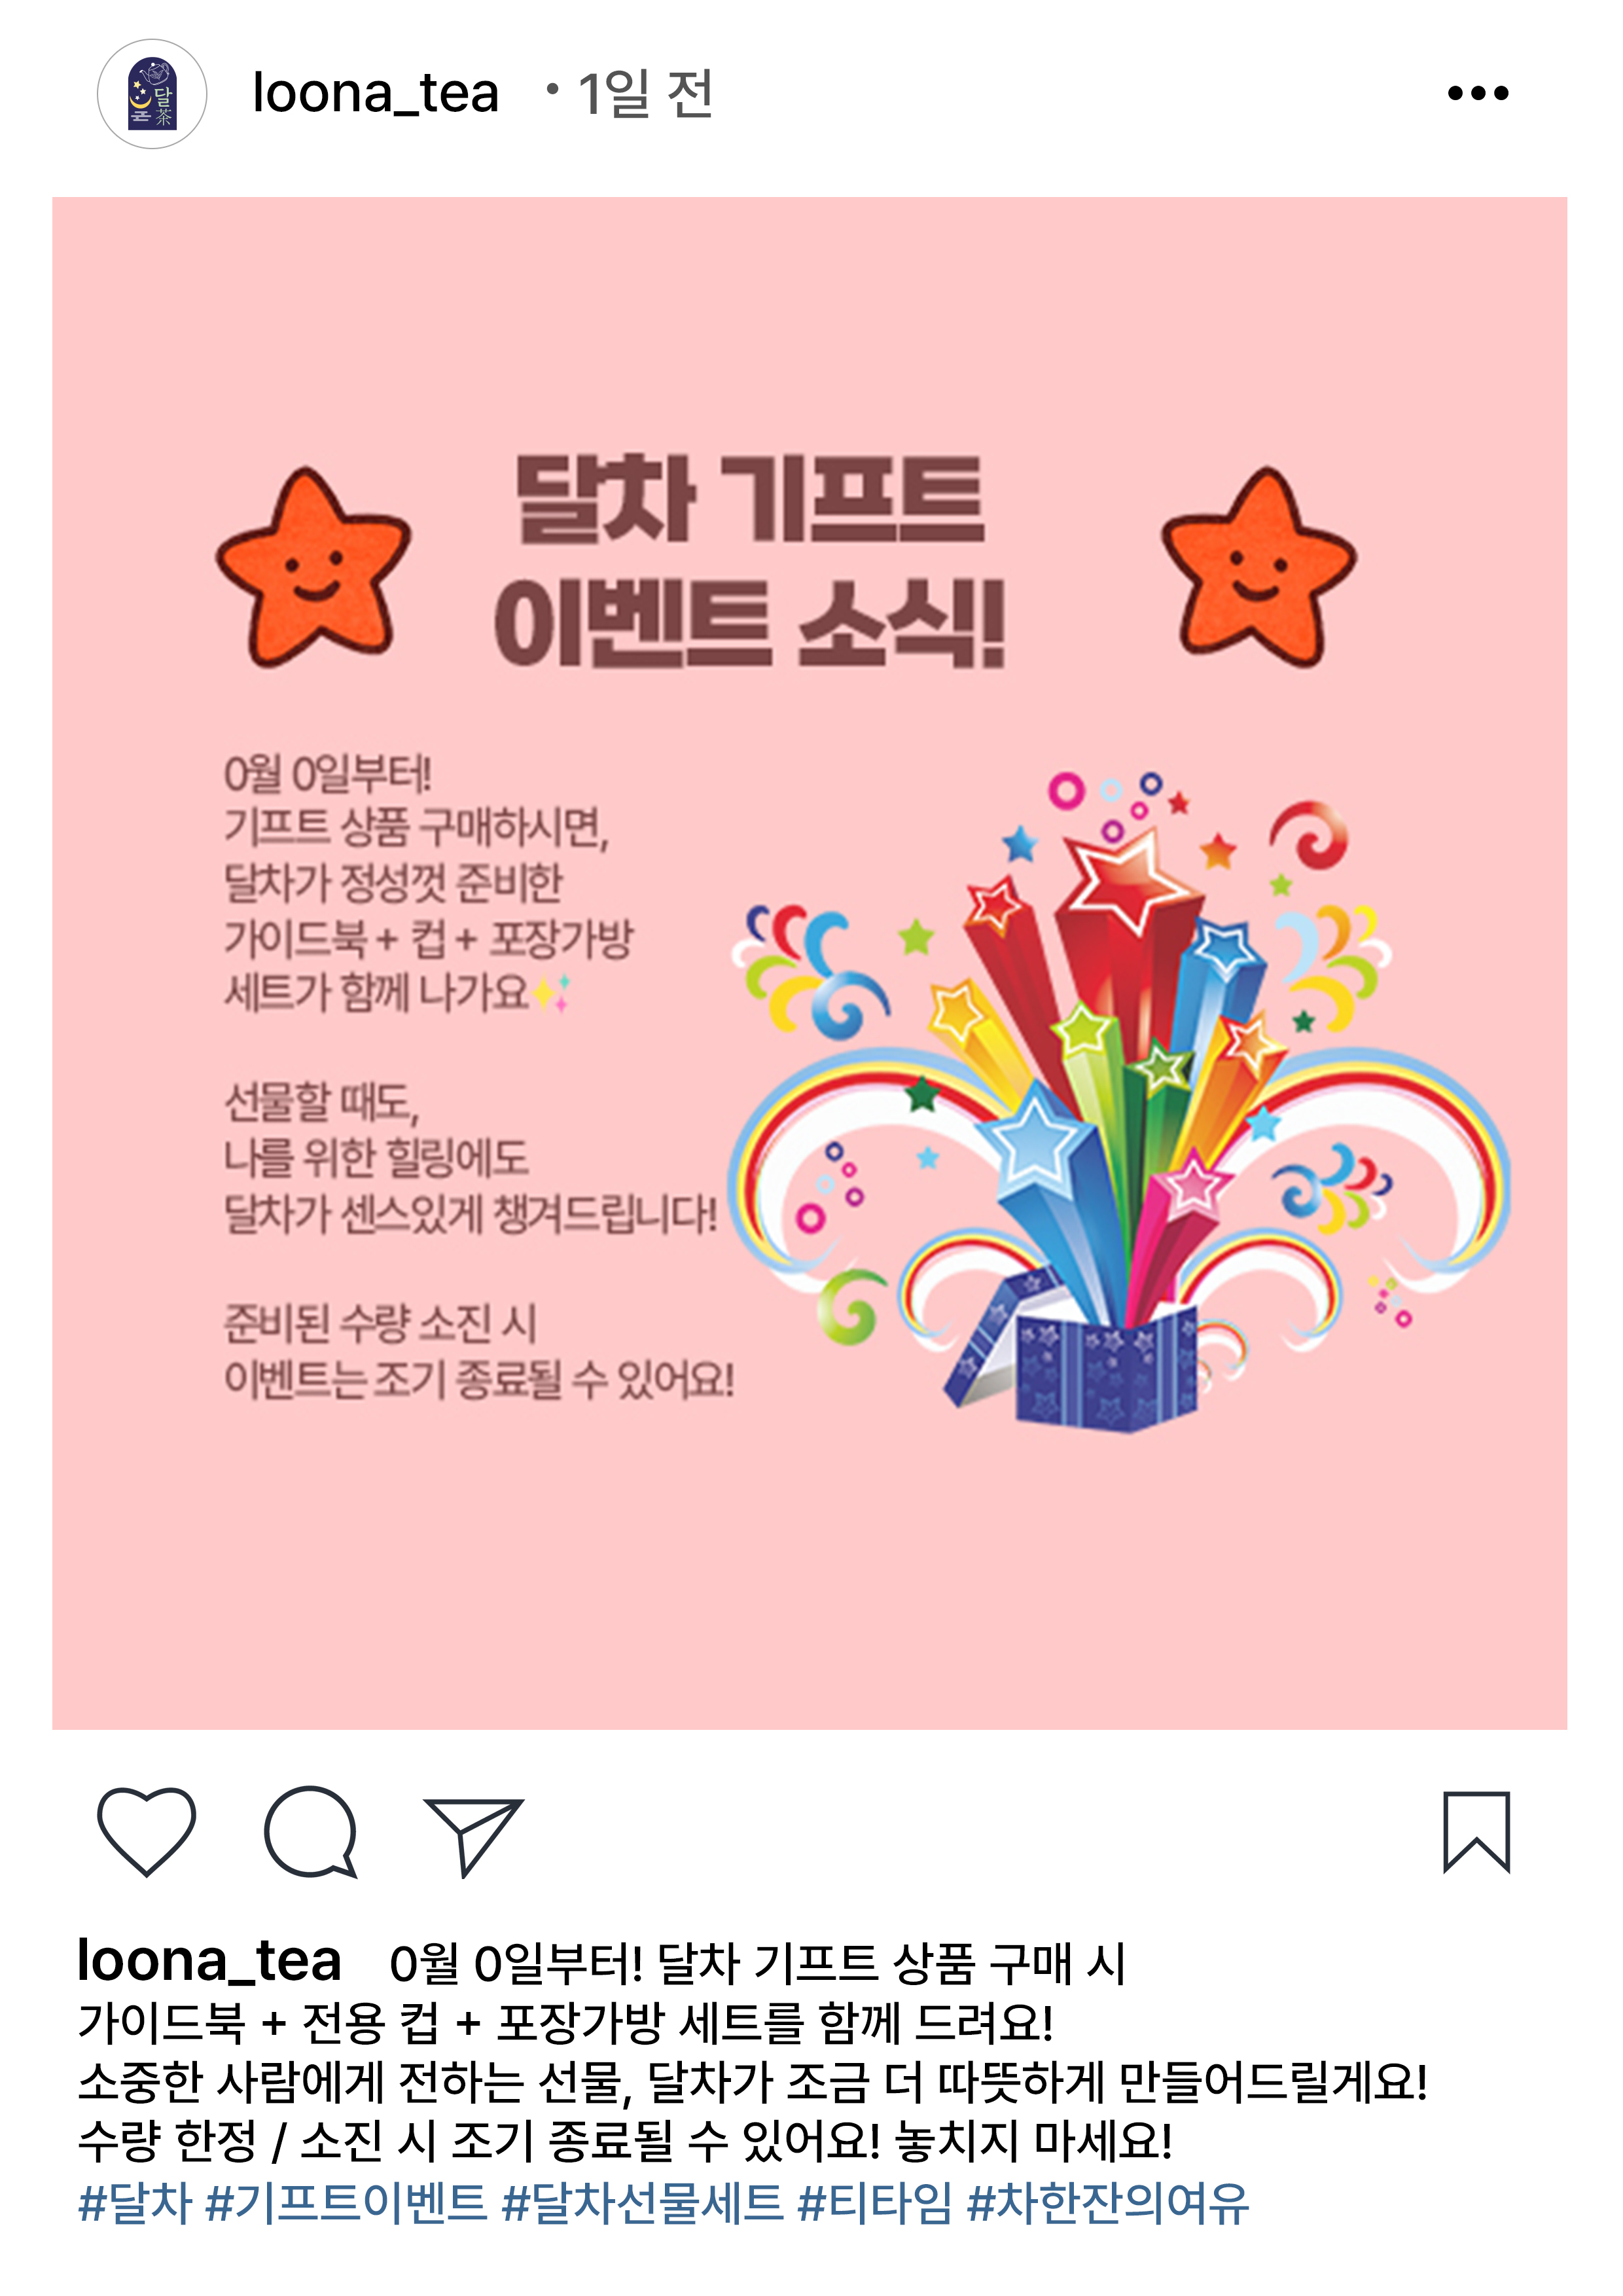 달
茶
loona_tea • 1일 전
달차 기프트
이벤트 소식!
0월 0일부터!
기프트 상품 구매하시면,
달차가 정성껏 준비한
가이드북 + 컵 + 포장가방
세트가 함께 나가요✨
선물할 때도,
나를 위한 힐링에도
달차가 센스있게 챙겨드립니다!
준비된 수량 소진 시
이벤트는 조기 종료될 수 있어요!
loona_tea 0월 0일부터! 달차 기프트 상품 구매 시
가이드북 + 전용 컵 + 포장가방 세트를 함께 드려요!
소중한 사람에게 전하는 선물, 달차가 조금 더 따뜻하게 만들어드릴게요!
수량 한정 / 소진 시 조기 종료될 수 있어요! 놓치지 마세요!
#달차 #기프트이벤트 #달차선물세트 #티타임 #차한잔의여유